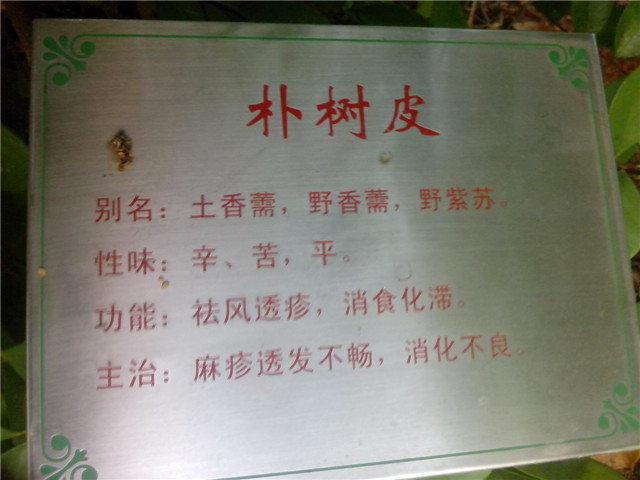 朴树皮
别名：土香薷，野香薷，野紫苏。
性味：辛、苦，平。
功能：祛风透疹，消食化滞。
主治：麻疹透发不畅，消化不良。